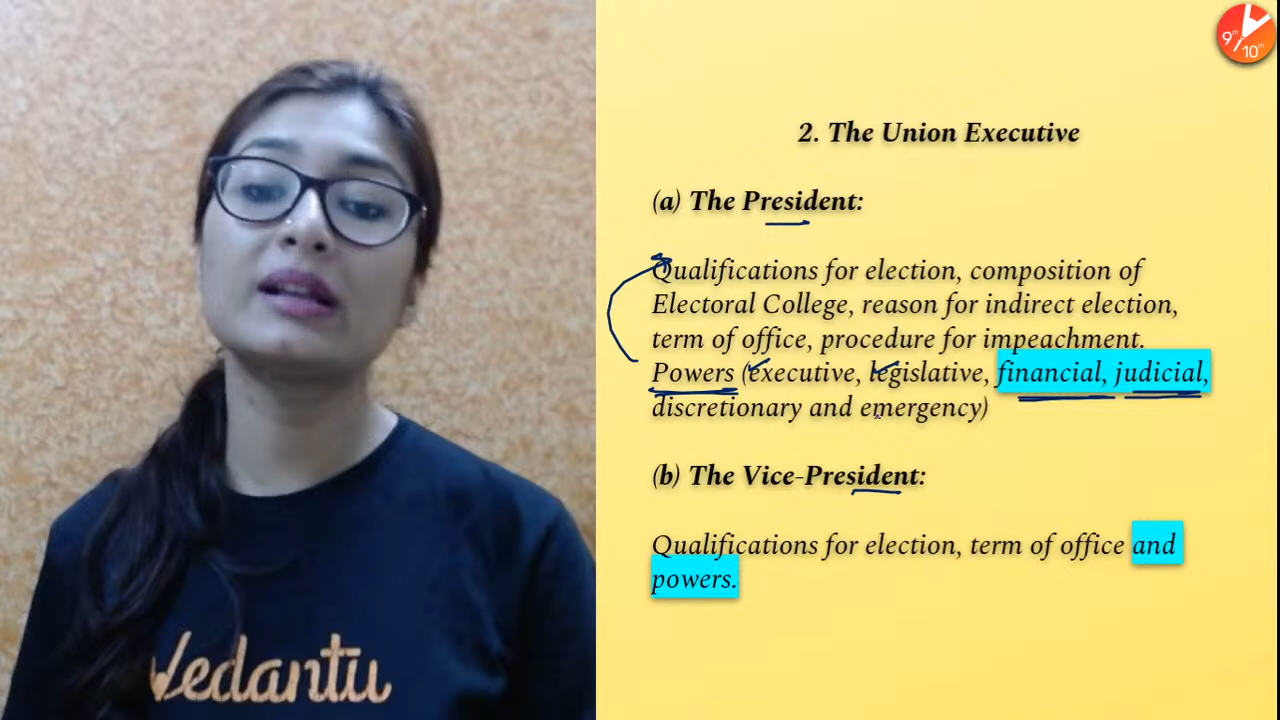 9th
10th
2. The Union Executive
(a) The President:
Qualifications for election, composition of
Electoral College, reason for indirect election,
term of office, procedure for impeachment.
Powers (executive, legislative, financial, judicial,
discretionary and emergency)
(b) The Vice-President:
Qualifications for election, term of office and
powers.
Vedantu